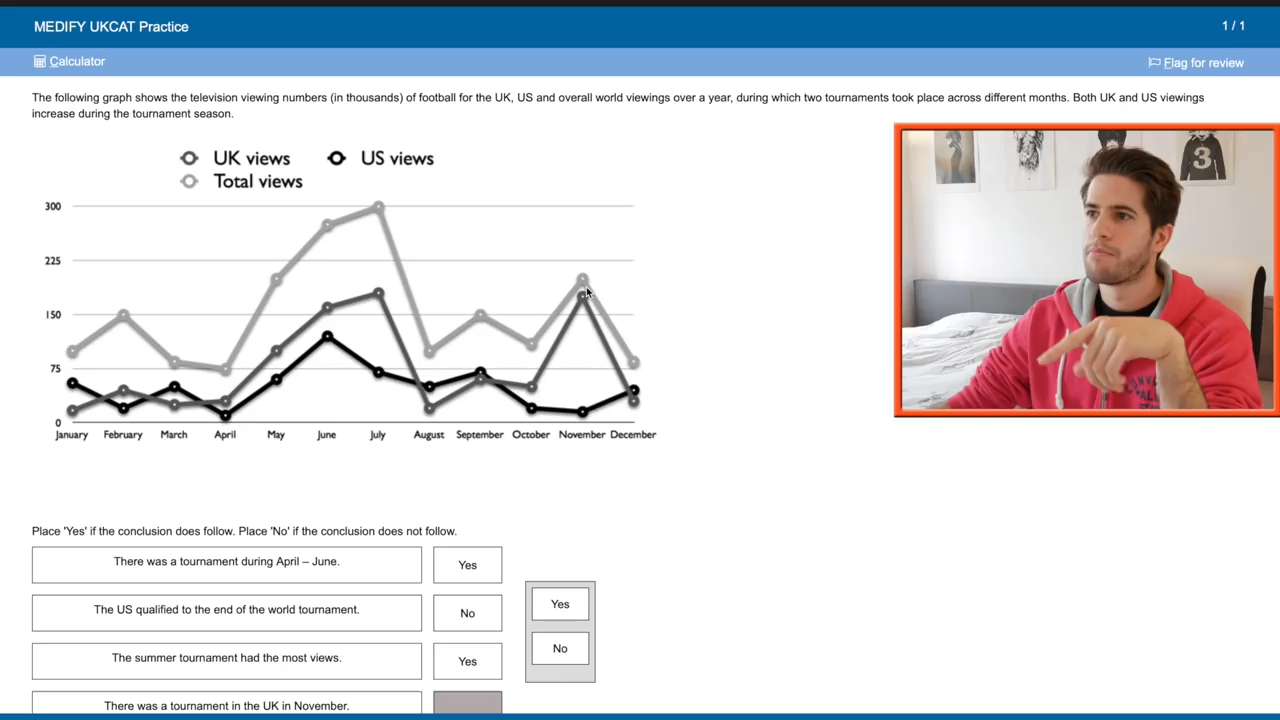 MEDIFY UKCAT Practice
1 / 1
Calculator
Flag for review
The following graph shows the television viewing numbers (in thousands) of football for the UK, US and overall world viewings over a year, during which two tournaments took place across different months. Both UK and US viewings
increase during the tournament season.
UK views
US views
Total views
300
225
150
75
0
January
February
March
April
May
June
July
August
September
October
November
December
3
Place 'Yes' if the conclusion does follow. Place 'No' if the conclusion does not follow.
There was a tournament during April – June.
Yes
The US qualified to the end of the world tournament.
No
Yes
No
The summer tournament had the most views.
Yes
There was a tournament in the UK in November.